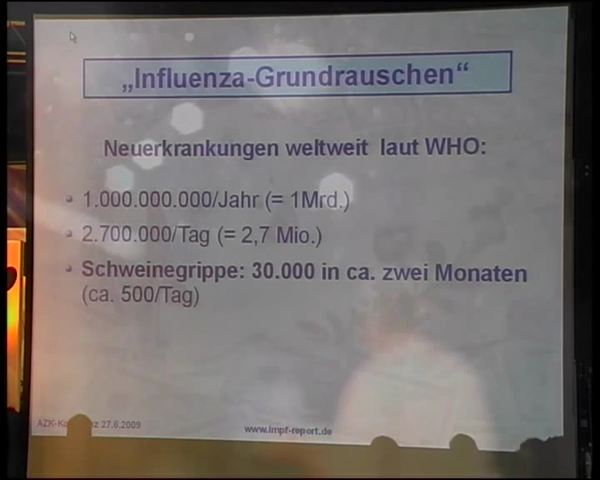 „Influenza-Grundrauschen“
Neuerkrankungen weltweit laut WHO:
1.000.000.000/Jahr (= 1Mrd.)
2.700.000/Tag (= 2,7 Mio.)
Schweinegrippe: 30.000 in ca. zwei Monaten
(ca. 500/Tag)
27.6.2009
www.impf-report.de